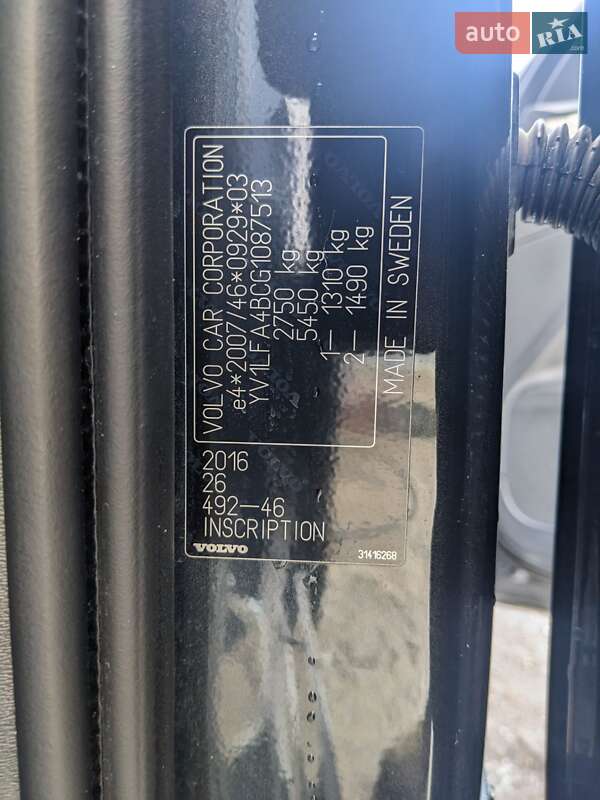 auto RIA.com
VOLVO CAR CORPORATION
e4*2007/46*0929*03
YV1LFA4BCG1087513
2750 kg
5450 kg
1— 1310 kg
2— 1490 kg
MADE IN SWEDEN
2016
26
492—46
INSCRIPTION
VOLVO
31416268